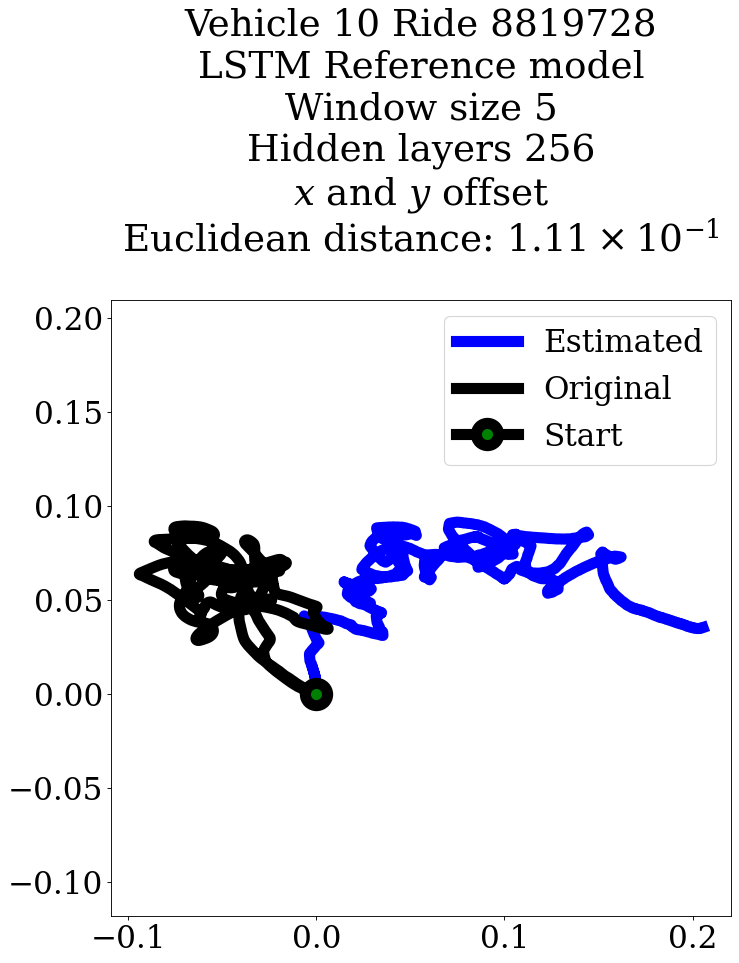 Vehicle 10 Ride 8819728
LSTM Reference model
Window size 5
Hidden layers 256
x and y offset
Euclidean distance: 1.11 × 10⁻¹
0.20
Estimated
0.15
Original
Start
0.10
0.05
0.00
−0.05
−0.10
−0.1 0.0 0.1 0.2